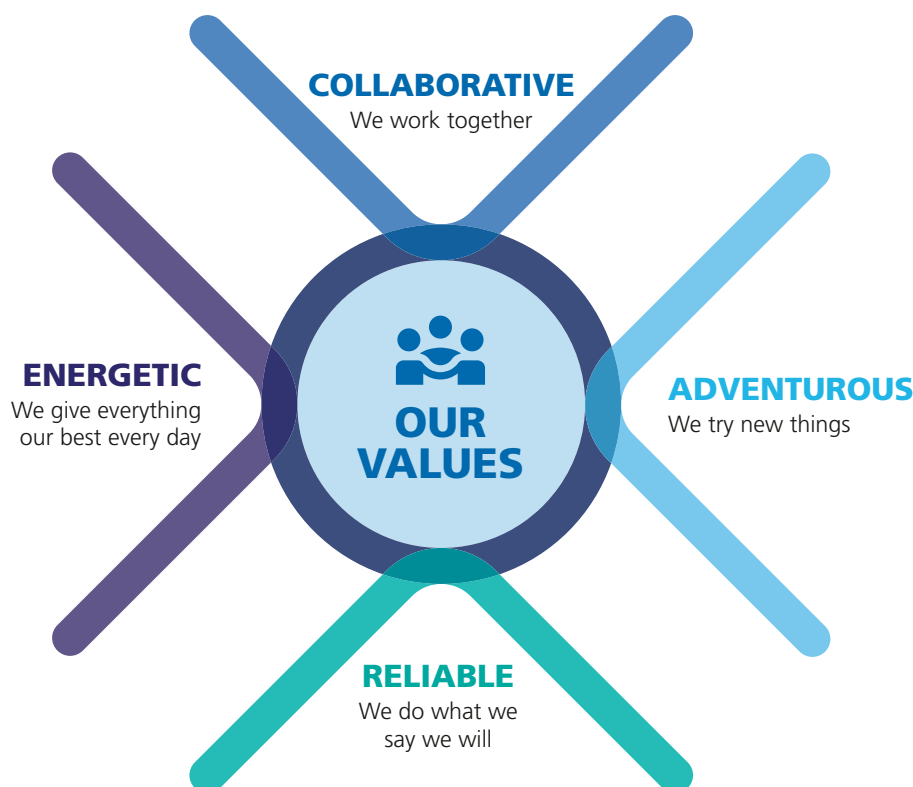 COLLABORATIVE
We work together
ENERGETIC
We give everything
our best every day
OUR
VALUES
ADVENTUROUS
We try new things
RELIABLE
We do what we
say we will